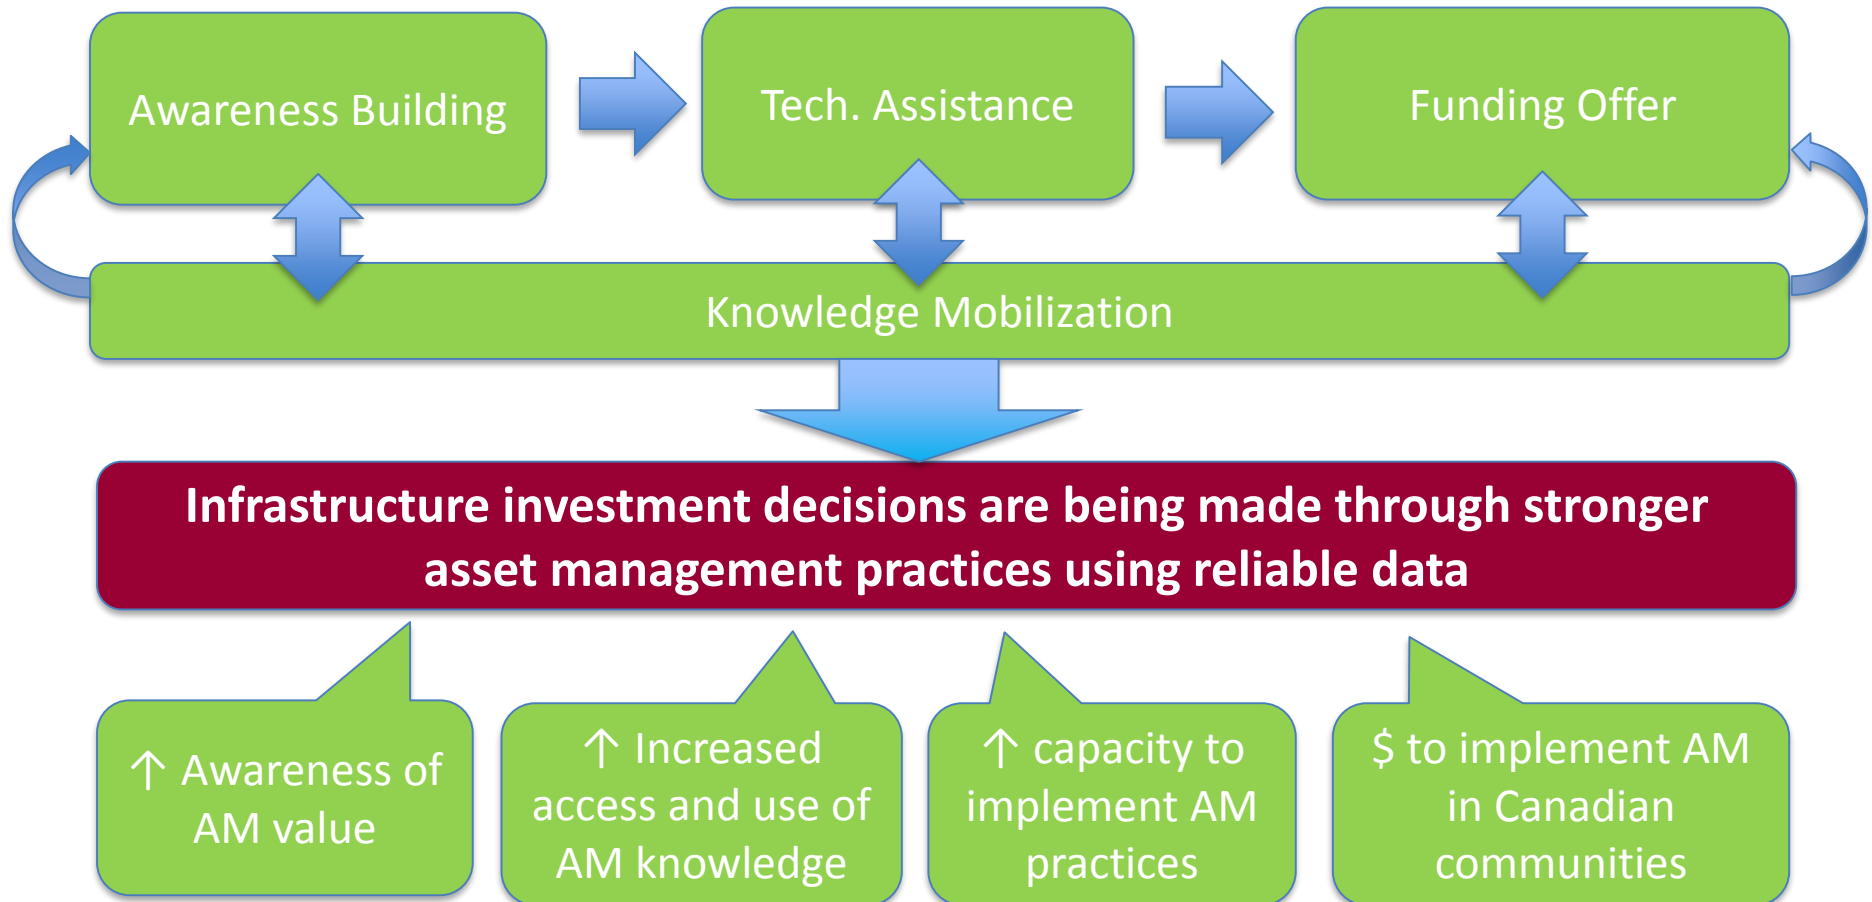 Awareness Building
Tech. Assistance
Funding Offer
Knowledge Mobilization
Infrastructure investment decisions are being made through stronger
asset management practices using reliable data
↑ Awareness of
AM value
↑ Increased
access and use of
AM knowledge
↑ capacity to
implement AM
practices
$ to implement AM
in Canadian
communities